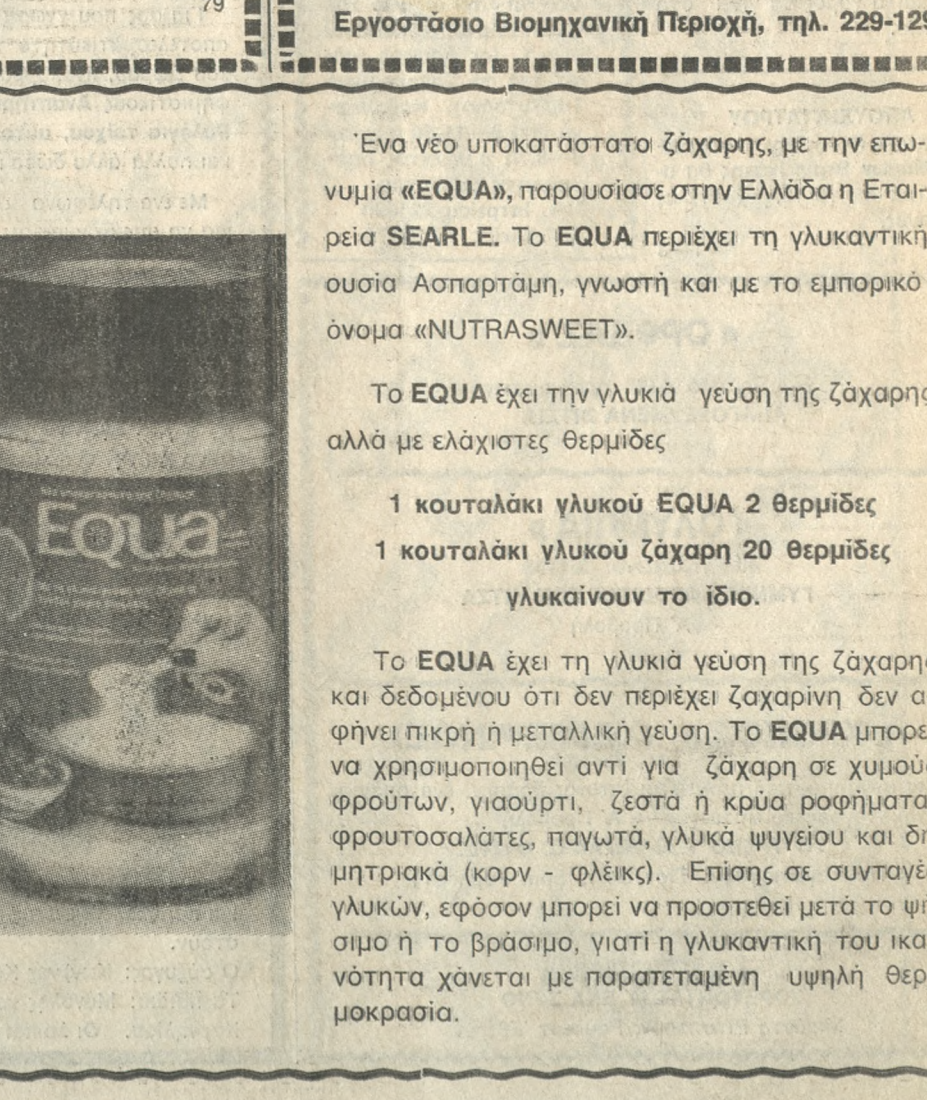 79
Εργοστάσιο Βιομηχανική Περιοχή, τηλ. 229-129
Ένα νέο υποκατάστατο ζάχαρης, με την επω-
νυμία «EQUA», παρουσίασε στην Ελλάδα η Εται-
ρεία SEARLE. Το EQUA περιέχει τη γλυκαντική
ουσία Ασπαρτάμη, γνωστή και με το εμπορικό
όνομα «NUTRASWEET».
Το EQUA έχει την γλυκιά γεύση της ζάχαρης
αλλά με ελάχιστες θερμίδες
1 κουταλάκι γλυκού EQUA 2 θερμίδες
1 κουταλάκι γλυκού ζάχαρη 20 θερμίδες
γλυκαίνουν το ίδιο.
Το EQUA έχει τη γλυκιά γεύση της ζάχαρης
και δεδομένου ότι δεν περιέχει ζαχαρίνη δεν α
φήνει πικρή ή μεταλλική γεύση. Το EQUA μπορε
να χρησιμοποιηθεί αντί για ζάχαρη σε χυμού
φρούτων, γιαούρτι, ζεστά ή κρύα ροφήματα
φρουτοσαλάτες, παγωτά, γλυκά ψυγείου και δη
μητριακά (κορν - φλέικς). Επίσης σε συνταγέ
γλυκών, εφόσον μπορεί να προστεθεί μετά το ψή
σιμο ή το βράσιμο, γιατί η γλυκαντική του ικα
νότητα χάνεται με παρατεταμένη υψηλή θερ
μοκρασία.
Equa